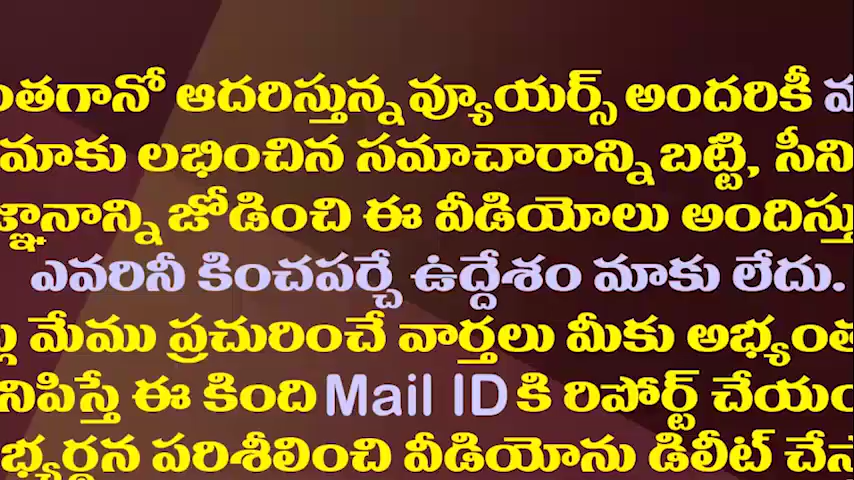 ంతగానో ఆదరిస్తున్న వ్యూయర్స్ అందరికీ
మాకు లభించిన సమాచారాన్ని బట్టి, సీని
జ్ఞానాన్ని జోడించి ఈ వీడియోలు అందిస్తు
ఎవరినీ కించపర్చే ఉద్దేశం మాకు లేదు.
మేము ప్రచురించే వార్తలు మీకు అభ్యంత
నిపిస్తే ఈ కింది Mail ID కి రిపోర్ట్ చేయం
భ్యర్థన పరిశీలించి వీడియోను డిలీట్ చే